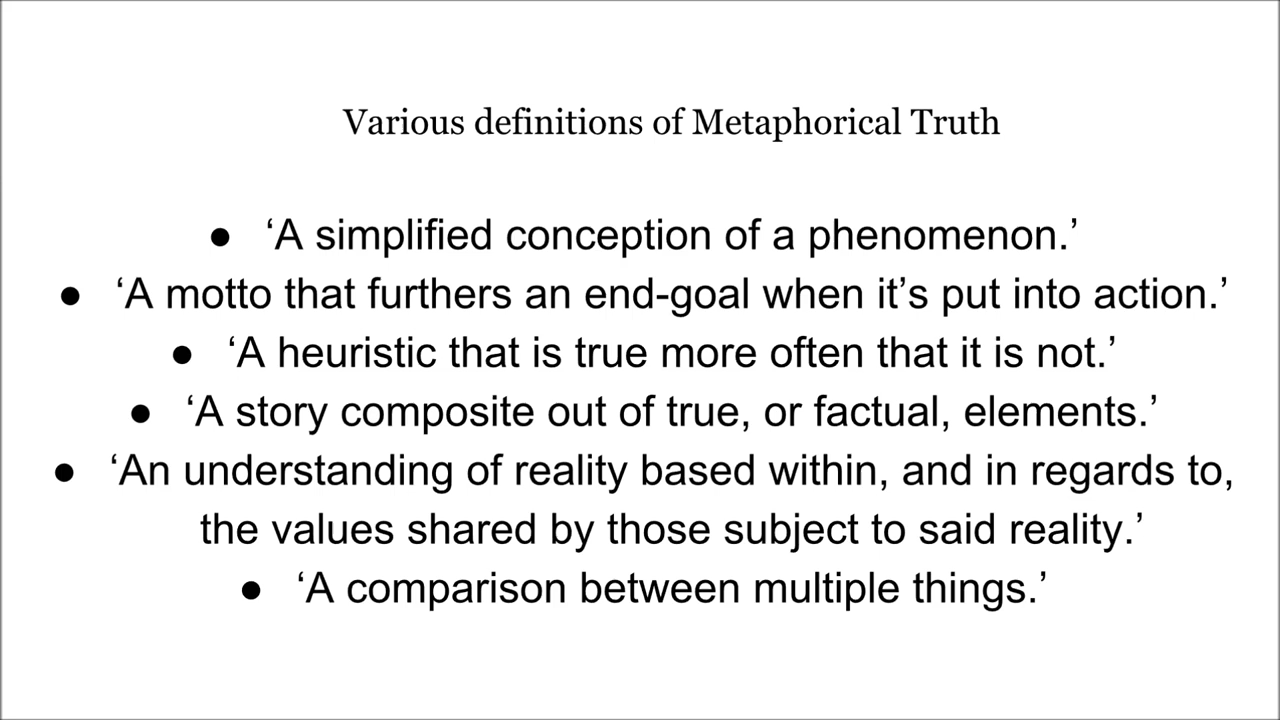 Various definitions of Metaphorical Truth
● ‘A simplified conception of a phenomenon.’
● ‘A motto that furthers an end-goal when it’s put into action.’
● ‘A heuristic that is true more often that it is not.’
● ‘A story composite out of true, or factual, elements.’
● ‘An understanding of reality based within, and in regards to,
the values shared by those subject to said reality.’
● ‘A comparison between multiple things.’